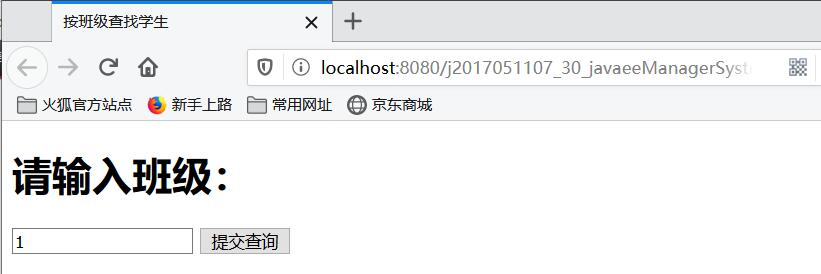 按班级查找学生
localhost:8080/j2017051107_30_javaeeManagerSyst
火狐官方站点 新手上路 常用网址 京东商城
请输入班级：
1 提交查询